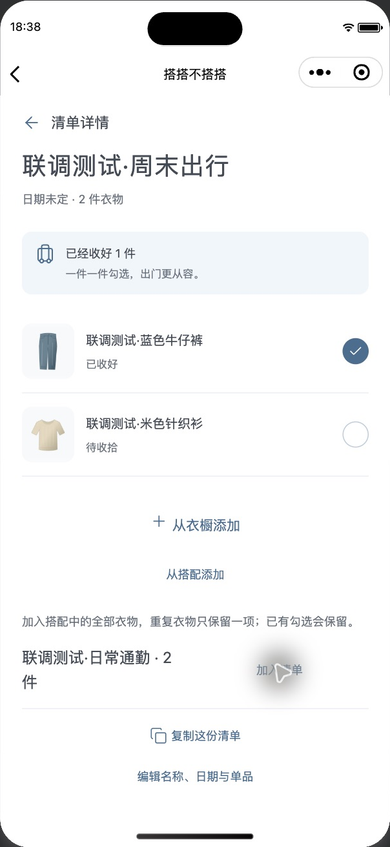 18:38
搭搭不搭搭
清单详情
联调测试·周末出行
日期未定 · 2 件衣物
已经收好 1 件
一件一件勾选，出门更从容。
联调测试·蓝色牛仔裤
已收好
联调测试·米色针织衫
待收拾
从衣橱添加
从搭配添加
加入搭配中的全部衣物，重复衣物只保留一项；已有勾选会保留。
联调测试·日常通勤 · 2
件
加入清单
复制这份清单
编辑名称、日期与单品